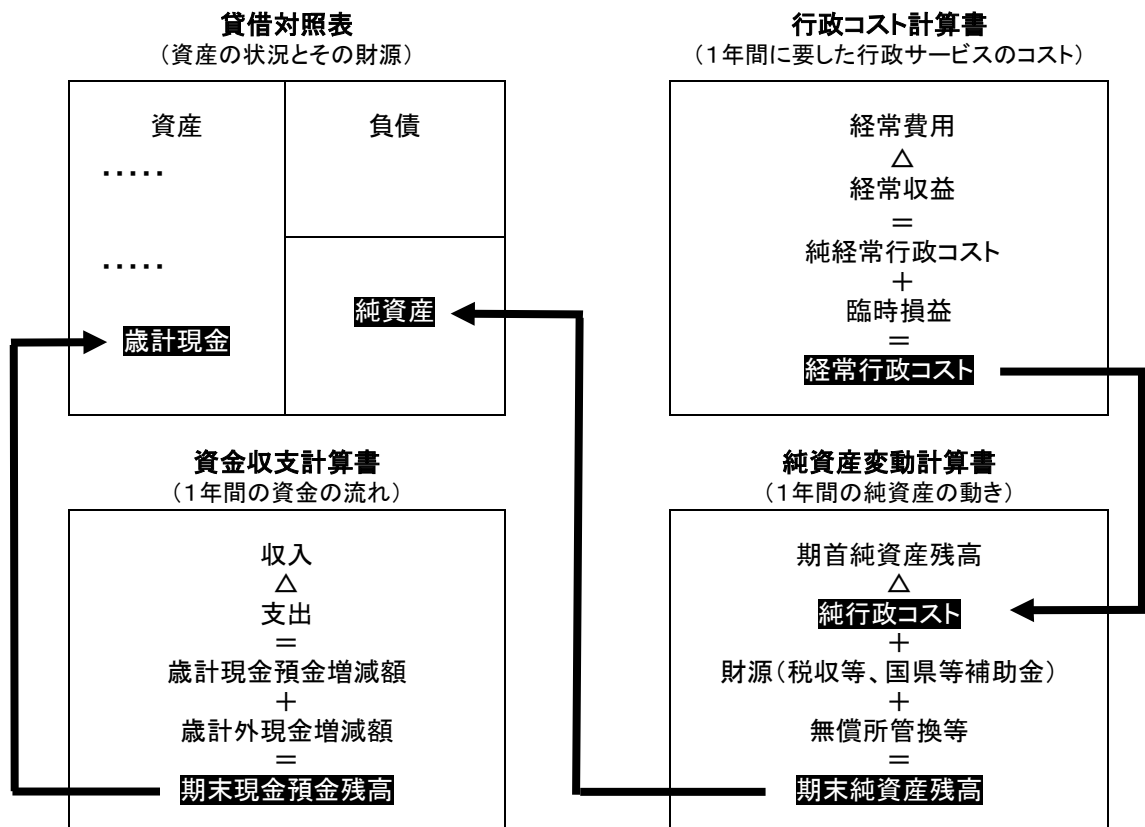 貸借対照表
（資産の状況とその財源）
資産
・・・・・
・・・・・
歳計現金
負債
純資産
行政コスト計算書
（１年間に要した行政サービスのコスト）
経常費用
△
経常収益
＝
純経常行政コスト
＋
臨時損益
＝
経常行政コスト
資金収支計算書
（１年間の資金の流れ）
収入
△
支出
＝
歳計現金預金増減額
＋
歳計外現金増減額
＝
期末現金預金残高
純資産変動計算書
（１年間の純資産の動き）
期首純資産残高
△
純行政コスト
＋
財源（税収等、国県等補助金）
＋
無償所管換等
＝
期末純資産残高